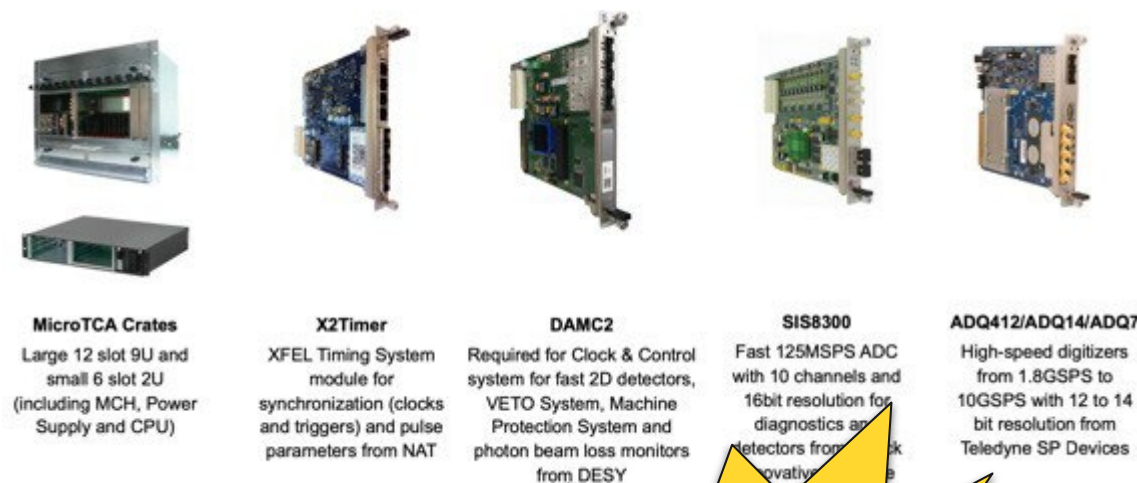 MicroTCA Crates
Large 12 slot 9U and
small 6 slot 2U
(including MCH, Power
Supply and CPU)
X2Timer
XFEL Timing System
module for
synchronization (clocks
and triggers) and pulse
parameters from NAT
DAMC2
Required for Clock & Control
system for fast 2D detectors,
VETO System, Machine
Protection System and
photon beam loss monitors
from DESY
SIS8300
Fast 125MSPS ADC
with 10 channels and
16bit resolution for
diagnostics
ADQ412/ADQ14/ADQ7
High-speed digitizers
from 1.8GSPS to
10GSPS with 12 to 14
bit resolution from
Teledyne SP Devices